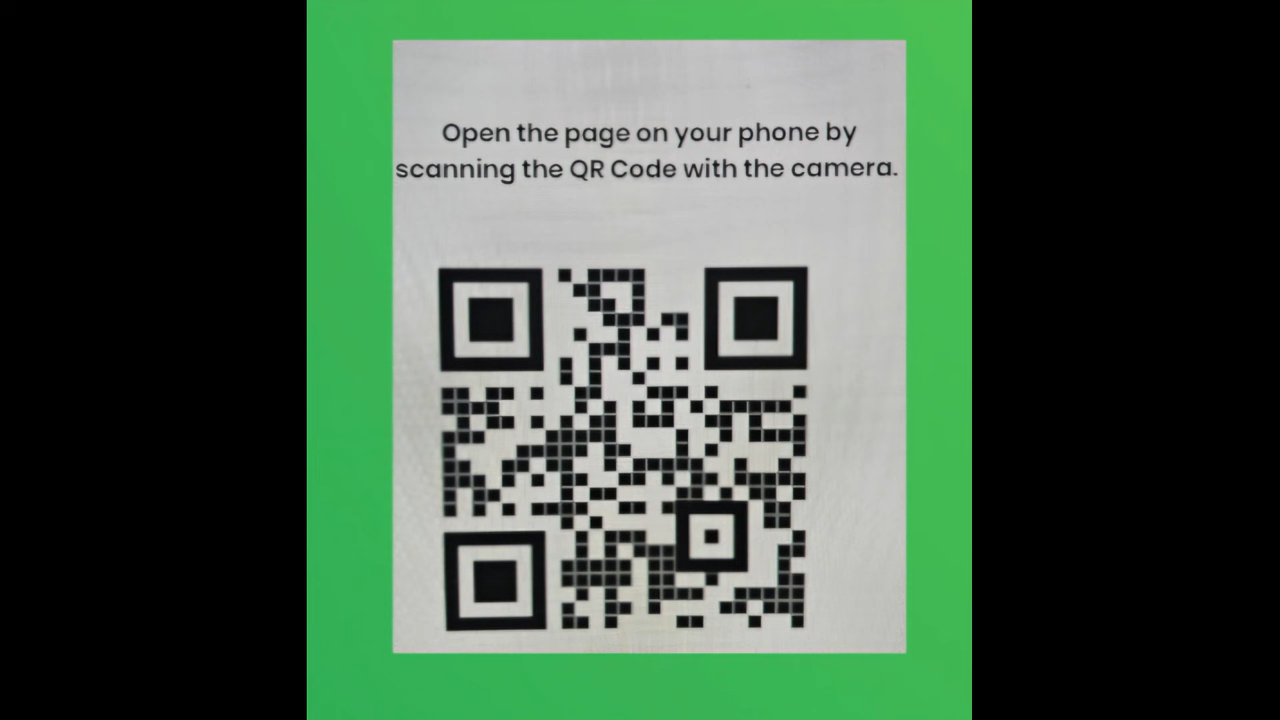 Open the page on your phone by
scanning the QR Code with the camera.